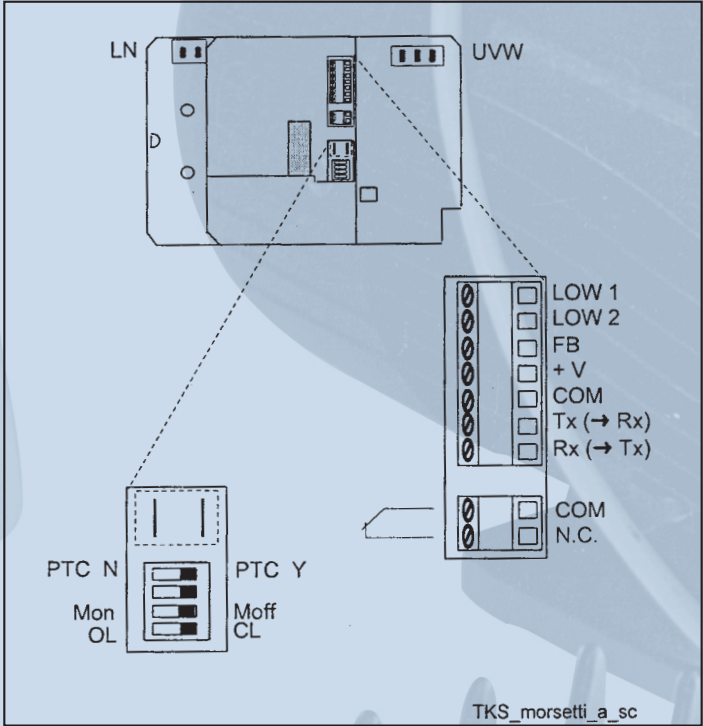 LN
UVW
LOW 1
LOW 2
FB
+ V
COM
Tx (→ Rx)
Rx (→ Tx)
COM
N.C.
PTC N
PTC Y
Mon
Moff
OL
CL
TKS_morsetti_a_sc